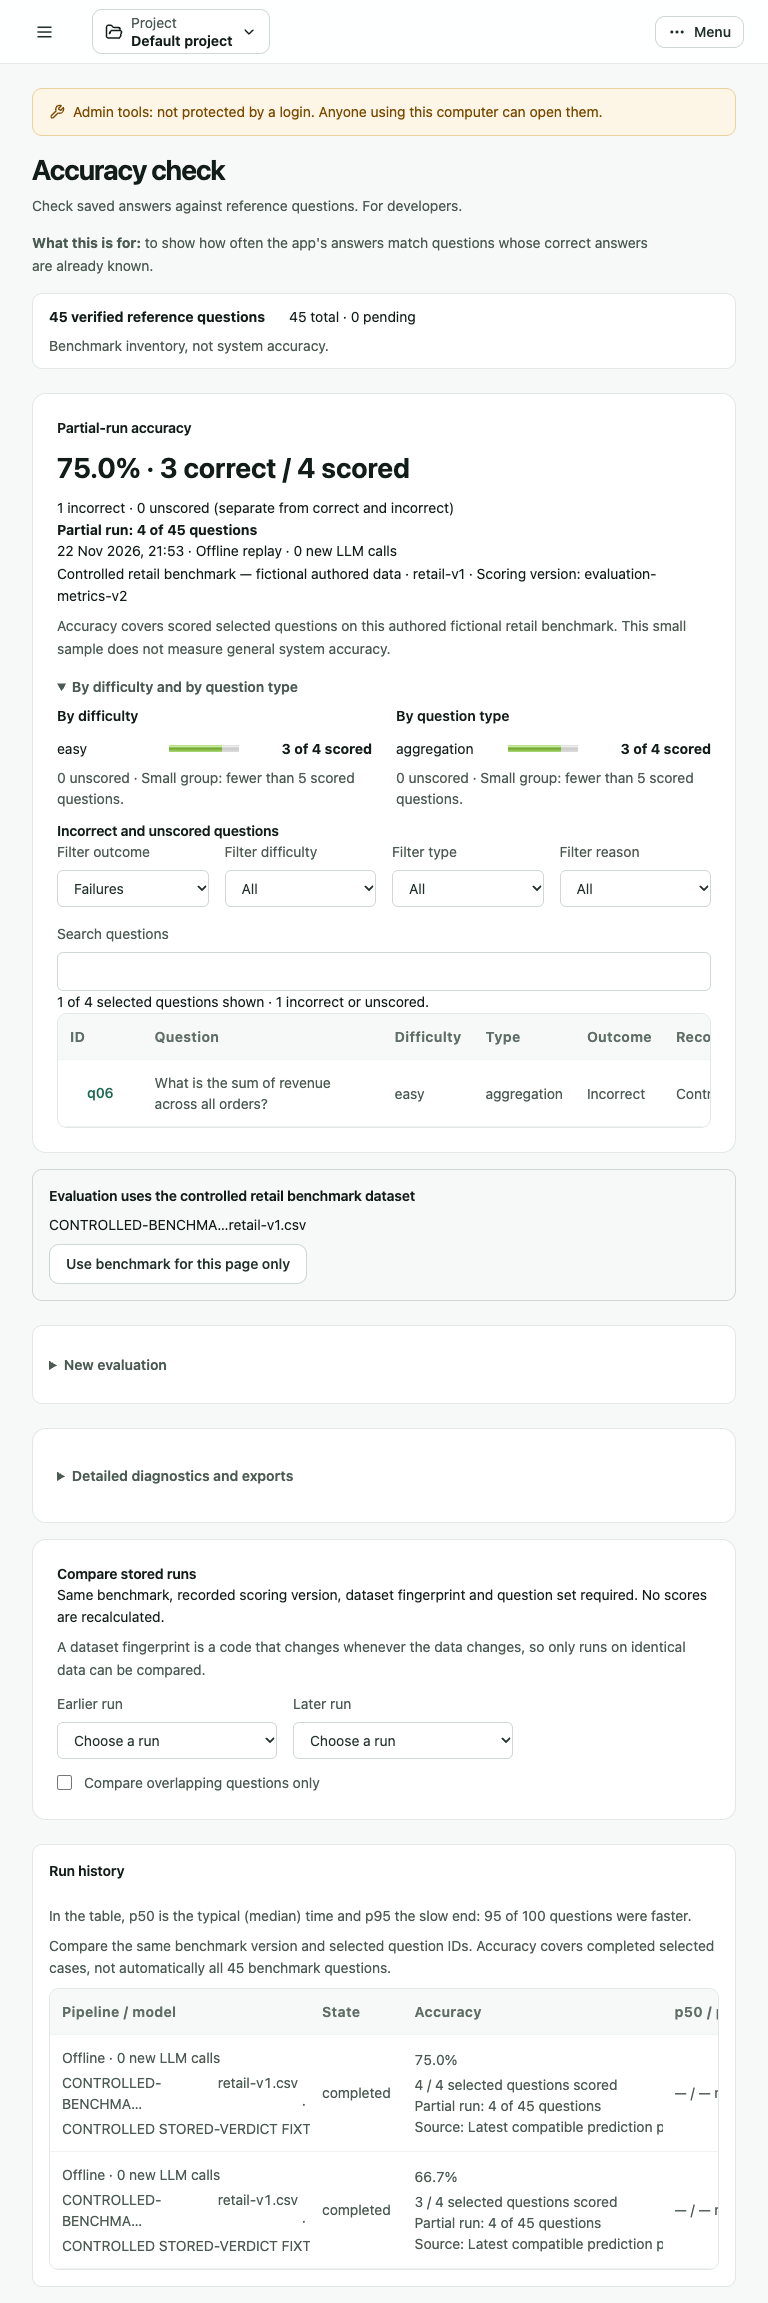 Project
Default project
Menu
Admin tools: not protected by a login. Anyone using this computer can open them.
Accuracy check
Check saved answers against reference questions. For developers.
What this is for: to show how often the app's answers match questions whose correct answers
are already known.
45 verified reference questions 45 total · 0 pending
Benchmark inventory, not system accuracy.
Partial-run accuracy
75.0% · 3 correct / 4 scored
1 incorrect · 0 unscored (separate from correct and incorrect)
Partial run: 4 of 45 questions
22 Nov 2026, 21:53 · Offline replay · 0 new LLM calls
Controlled retail benchmark — fictional authored data · retail-v1 · Scoring version: evaluation-
metrics-v2
Accuracy covers scored selected questions on this authored fictional retail benchmark. This small
sample does not measure general system accuracy.
By difficulty and by question type
By difficulty
easy 3 of 4 scored
0 unscored · Small group: fewer than 5 scored
questions.
By question type
aggregation 3 of 4 scored
0 unscored · Small group: fewer than 5 scored
questions.
Incorrect and unscored questions
Filter outcome Filter difficulty Filter type Filter reason
Failures All All All
Search questions
1 of 4 selected questions shown · 1 incorrect or unscored.
ID Question Difficulty Type Outcome Reco
q06 What is the sum of revenue
across all orders? easy aggregation Incorrect Contr
Evaluation uses the controlled retail benchmark dataset
CONTROLLED-BENCHMA...retail-v1.csv
Use benchmark for this page only
New evaluation
Detailed diagnostics and exports
Compare stored runs
Same benchmark, recorded scoring version, dataset fingerprint and question set required. No scores
are recalculated.
A dataset fingerprint is a code that changes whenever the data changes, so only runs on identical
data can be compared.
Earlier run Later run
Choose a run Choose a run
Compare overlapping questions only
Run history
In the table, p50 is the typical (median) time and p95 the slow end: 95 of 100 questions were faster.
Compare the same benchmark version and selected question IDs. Accuracy covers completed selected
cases, not automatically all 45 benchmark questions.
Pipeline / model State Accuracy p50 /
Offline · 0 new LLM calls
CONTROLLED-
BENCHMA... retail-v1.csv ·
CONTROLLED STORED-VERDICT FIXT
completed
75.0%
4 / 4 selected questions scored
Partial run: 4 of 45 questions
Source: Latest compatible prediction p
— / —
Offline · 0 new LLM calls
CONTROLLED-
BENCHMA... retail-v1.csv ·
CONTROLLED STORED-VERDICT FIXT
completed
66.7%
3 / 4 selected questions scored
Partial run: 4 of 45 questions
Source: Latest compatible prediction p
— / —